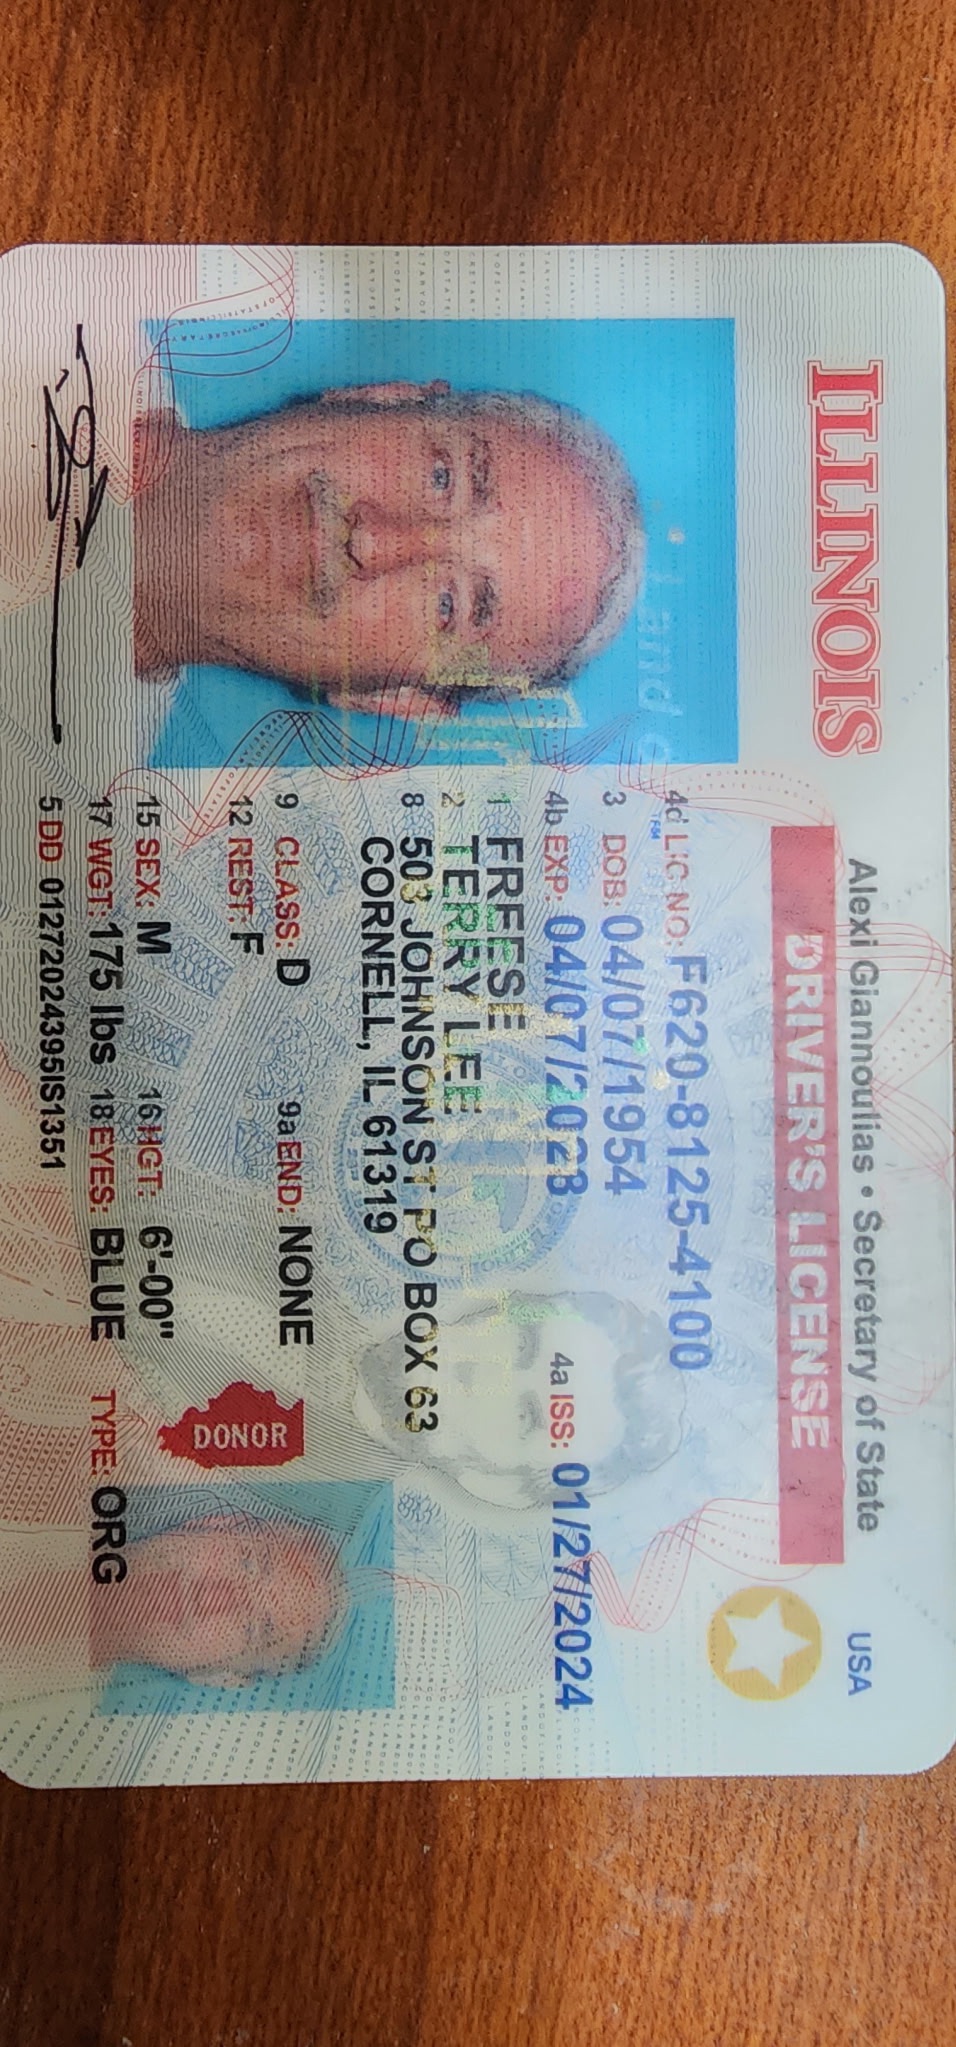 ILLINOIS
Alexi Giannoulias • Secretary of State
USA
DRIVER'S LICENSE
4d LIC NO: F620-8125-4100
3 DOB: 04/07/1954
4b EXP: 04/07/2028
4a ISS: 01/27/2024
1 FREESE
2 TERRY LEE
8 503 JOHNSON ST PO BOX 63
CORNELL, IL 61319
9 CLASS: D
9a END: NONE
12 REST: F
DONOR
15 SEX: M
16 HGT: 6'-00"
17 WGT: 175 lbs
18 EYES: BLUE
TYPE: ORG
5 DD 01272024395IS1351